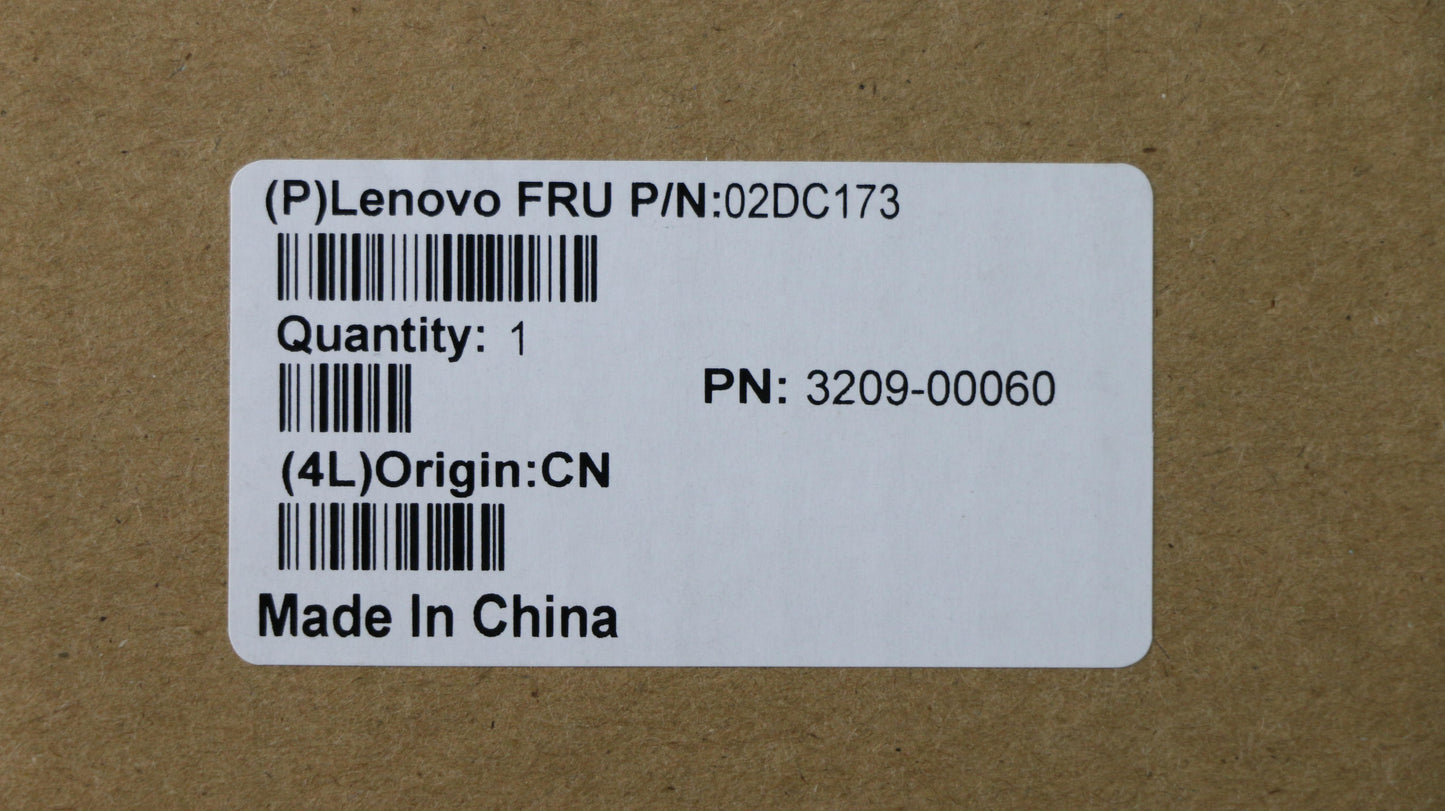 (P)Lenovo FRU P/N:02DC173
Quantity: 1
PN: 3209-00060
(4L)Origin:CN
Made In China